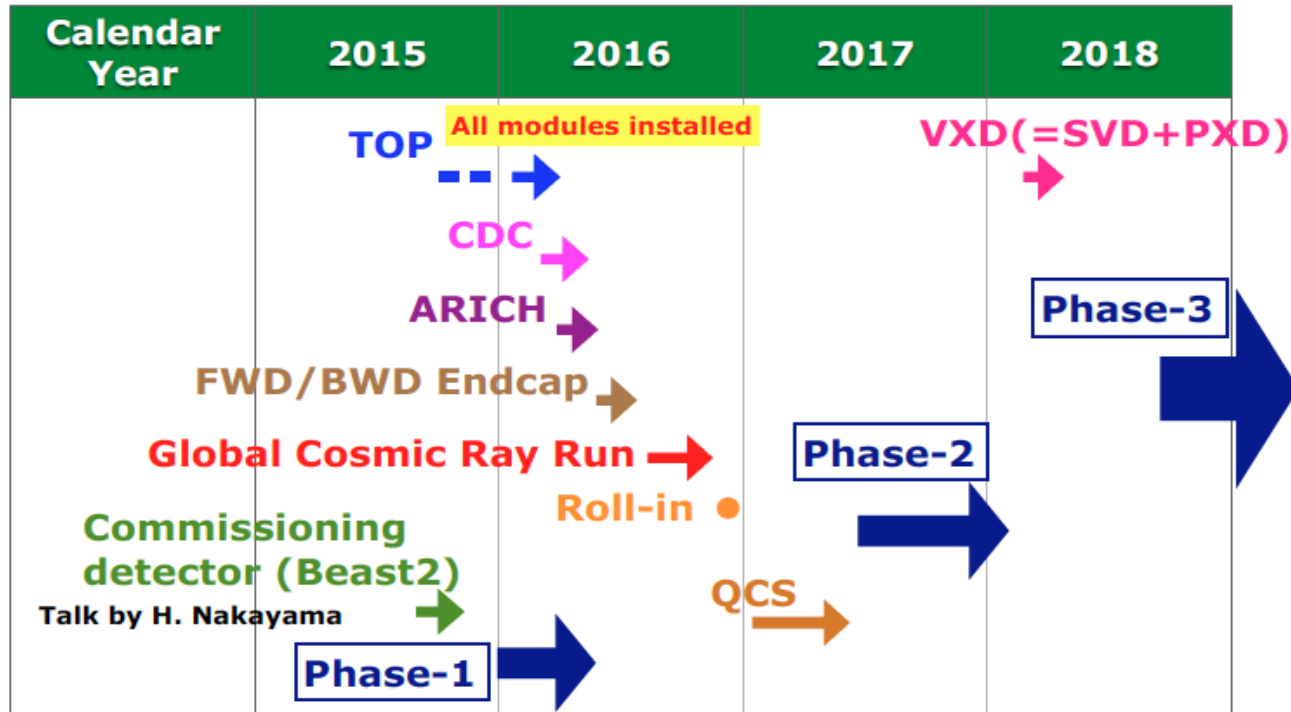 Calendar
Year
2015
2016
2017
2018
All modules installed
TOP
VXD(=SVD+PXD)
CDC
ARICH
Phase-3
FWD/BWD Endcap
Global Cosmic Ray Run
Phase-2
Roll-in
Commissioning
detector (Beast2)
QCS
Talk by H. Nakayama
Phase-1